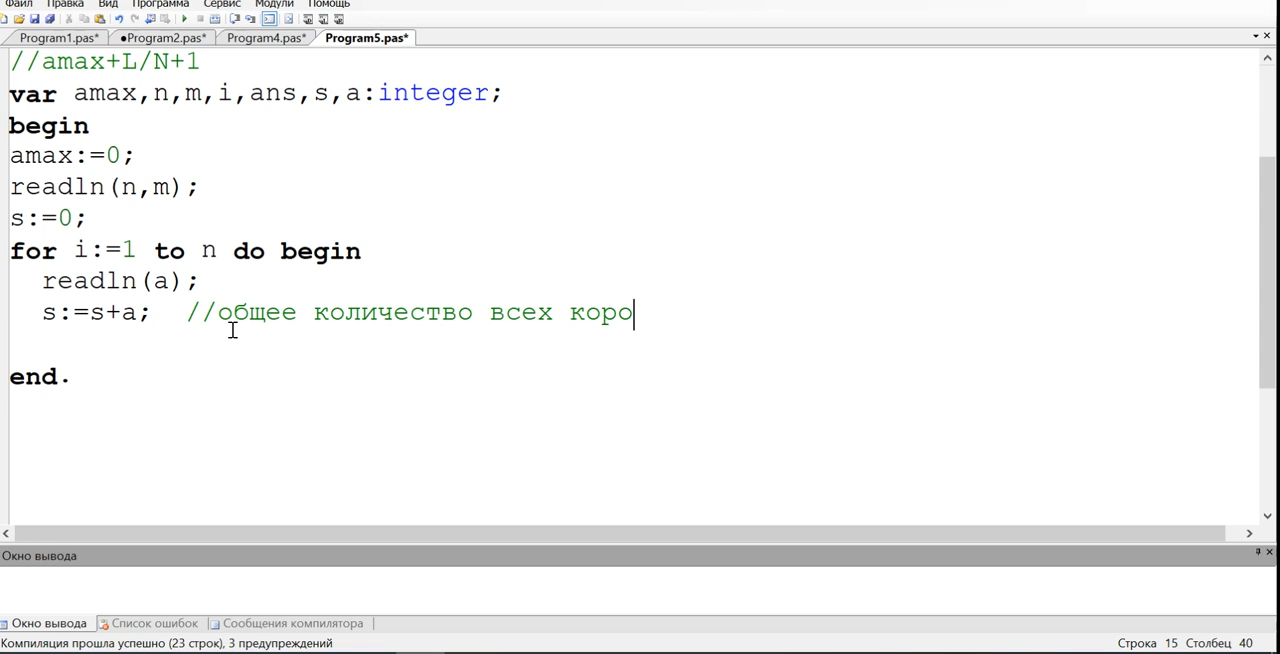 Файл Правка Вид Программа Сервис Модули Помощь
Program1.pas* ●Program2.pas* Program4.pas* Program5.pas*
//amax+L/N+1
var amax,n,m,i,ans,s,a:integer;
begin
amax:=0;
readln(n,m);
s:=0;
for i:=1 to n do begin
readln(a);
s:=s+a; //общее количество всех коро
end.
Окно вывода
Окно вывода Список ошибок Сообщения компилятора
Компиляция прошла успешно (23 строк), 3 предупреждений Строка 15 Столбец 40